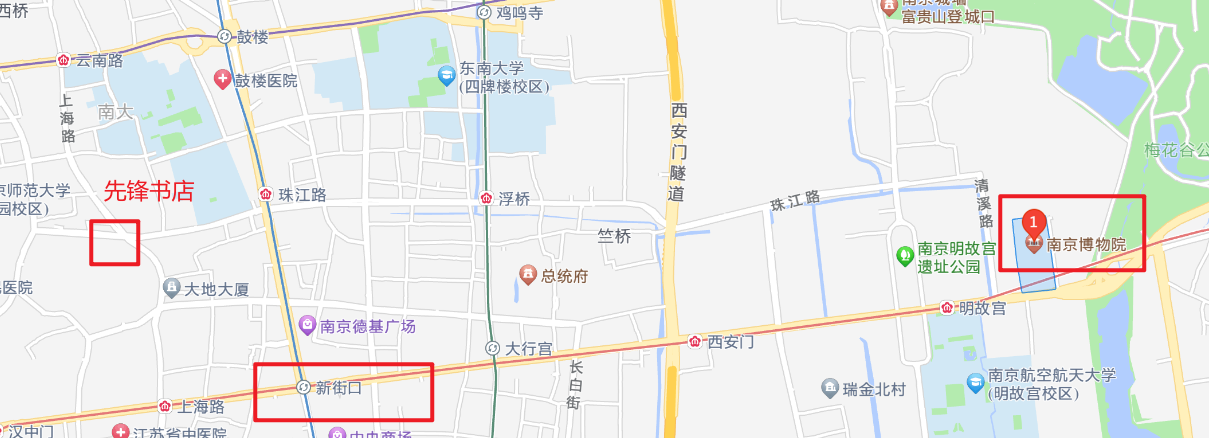 西桥
鸡鸣寺
南京城墙
富贵山登城口
鼓楼
云南路
鼓楼医院
东南大学
(四牌楼校区)
上海路
南大
西安门隧道
梅花谷公
京师范大学
园校区)
先锋书店
珠江路
浮桥
珠江路
清溪路
竺桥
1
南京博物院
南京明故宫
遗址公园
总统府
医院
大地大厦
明故宫
南京德基广场
大行宫
西安门
长白街
新街口
南京航空航天大学
(明故宫校区)
瑞金北村
上海路
汉中门
江苏省中医院
中央商场